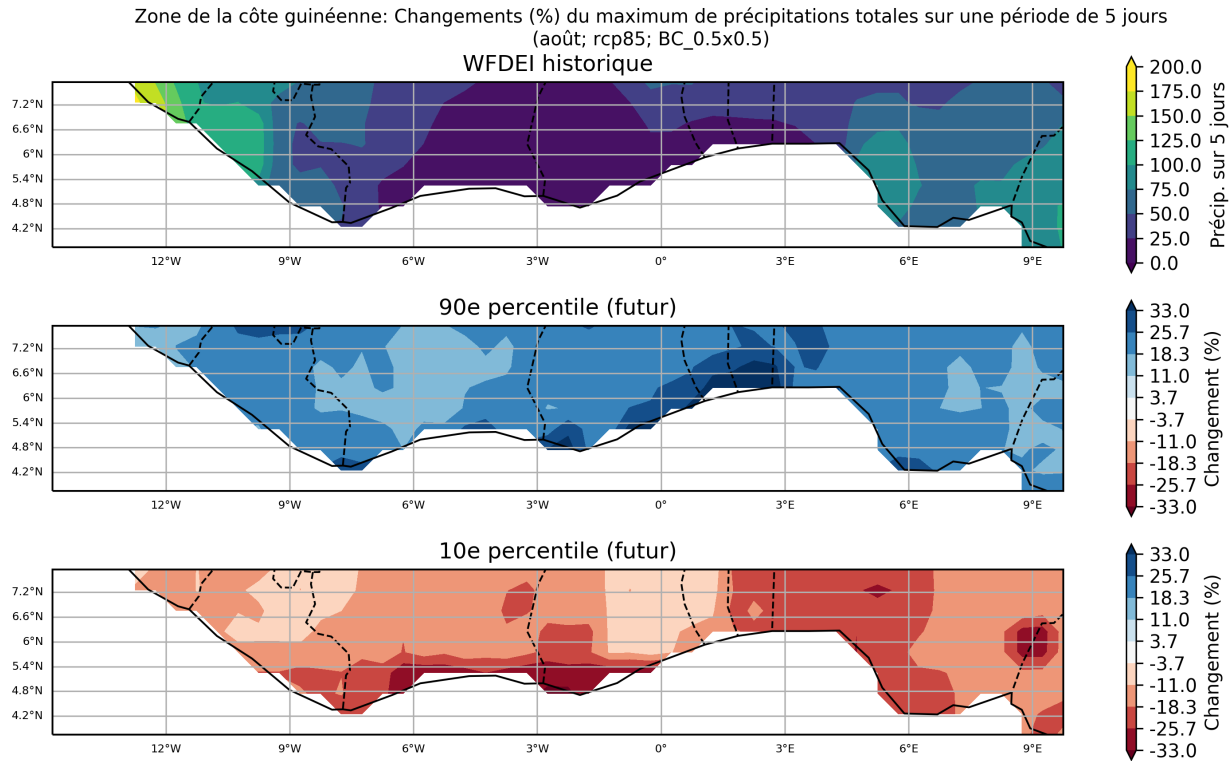 Zone de la côte guinéenne: Changements (%) du maximum de précipitations totales sur une période de 5 jours
(août; rcp85; BC_0.5x0.5)
WFDEI historique
7.2°N
6.6°N
6°N
5.4°N
4.8°N
4.2°N
12°W 9°W 6°W 3°W 0° 3°E 6°E 9°E
200.0
175.0
150.0
125.0
100.0
75.0
50.0
25.0
0.0
Précip. sur 5 jours
90e percentile (futur)
7.2°N
6.6°N
6°N
5.4°N
4.8°N
4.2°N
12°W 9°W 6°W 3°W 0° 3°E 6°E 9°E
33.0
25.7
18.3
11.0
3.7
-3.7
-11.0
-18.3
-25.7
-33.0
Changement (%)
10e percentile (futur)
7.2°N
6.6°N
6°N
5.4°N
4.8°N
4.2°N
12°W 9°W 6°W 3°W 0° 3°E 6°E 9°E
33.0
25.7
18.3
11.0
3.7
-3.7
-11.0
-18.3
-25.7
-33.0
Changement (%)